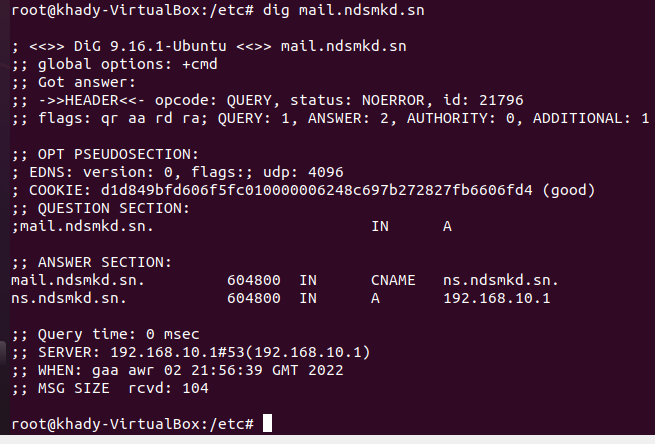 root@khady-VirtualBox:/etc# dig mail.ndsmkd.sn
; <<>> DiG 9.16.1-Ubuntu <<>> mail.ndsmkd.sn
;; global options: +cmd
;; Got answer:
;; ->>HEADER<<- opcode: QUERY, status: NOERROR, id: 21796
;; flags: qr aa rd ra; QUERY: 1, ANSWER: 2, AUTHORITY: 0, ADDITIONAL: 1
;; OPT PSEUDOSECTION:
; EDNS: version: 0, flags:; udp: 4096
; COOKIE: d1d849bfd606f5fc010000006248c697b272827fb6606fd4 (good)
;; QUESTION SECTION:
;mail.ndsmkd.sn. IN A
;; ANSWER SECTION:
mail.ndsmkd.sn. 604800 IN CNAME ns.ndsmkd.sn.
ns.ndsmkd.sn. 604800 IN A 192.168.10.1
;; Query time: 0 msec
;; SERVER: 192.168.10.1#53(192.168.10.1)
;; WHEN: gaa awr 02 21:56:39 GMT 2022
;; MSG SIZE rcvd: 104
root@khady-VirtualBox:/etc#